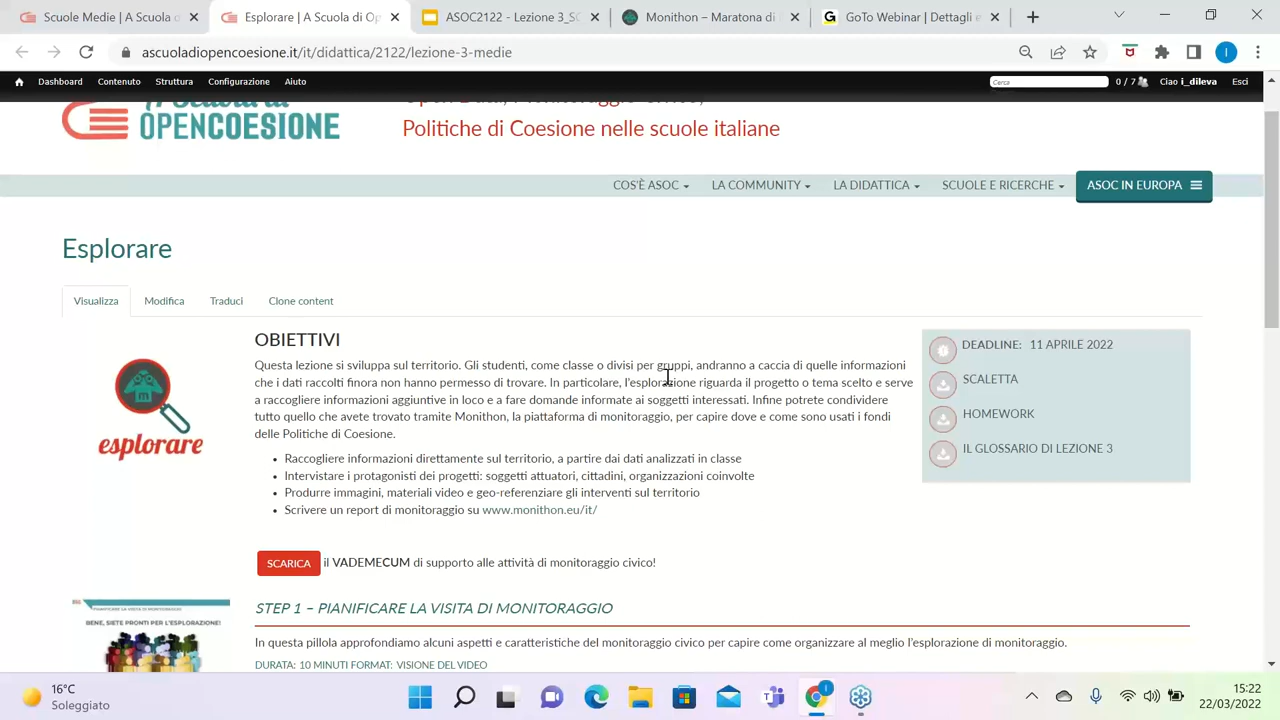 A Scuola di OpenCoesione | M
Esplorare | A Scuola di Op
ASOC2122 - Lezione 3_SC
Monithon – Maratona di
GoTo Webinar | Dettagli
ascuoladiopencoesione.it/it/didattica/2122/lezione-3-medie
Dashboard Contenuto Struttura Configurazione Aiuto
Cerca 0 / 7 Ciao i_dileva Esci
OPENCOESIONE
Politiche di Coesione nelle scuole italiane
COS'È ASOC LA COMMUNITY LA DIDATTICA SCUOLE E RICERCHE ASOC IN EUROPA
Esplorare
Visualizza Modifica Traduci Clone content
esplorare
OBIETTIVI
Questa lezione si sviluppa sul territorio. Gli studenti, come classe o divisi per gruppi, andranno a caccia di quelle informazioni
che i dati raccolti finora non hanno permesso di trovare. In particolare, l'esplorazione riguarda il progetto o tema scelto e serve
a raccogliere informazioni aggiuntive in loco e a fare domande informate ai soggetti interessati. Infine potrete condividere
tutto quello che avete trovato tramite Monithon, la piattaforma di monitoraggio, per capire dove e come sono usati i fondi
delle Politiche di Coesione.
• Raccogliere informazioni direttamente sul territorio, a partire dai dati analizzati in classe
• Intervistare i protagonisti dei progetti: soggetti attuatori, cittadini, organizzazioni coinvolte
• Produrre immagini, materiali video e geo-referenziare gli interventi sul territorio
• Scrivere un report di monitoraggio su www.monithon.eu/it/
DEADLINE: 11 APRILE 2022
SCALETTA
HOMEWORK
IL GLOSSARIO DI LEZIONE 3
SCARICA il VADEMECUM di supporto alle attività di monitoraggio civico!
BENE, SIETE PRONTI PER L'ESPLORAZIONE!
STEP 1 – PIANIFICARE LA VISITA DI MONITORAGGIO
In questa pillola approfondiamo alcuni aspetti e caratteristiche del monitoraggio civico per capire come organizzare al meglio l'esplorazione di monitoraggio.
DURATA: 10 MINUTI FORMAT: VISIONE DEL VIDEO
16°C
Soleggiato
15:22
22/03/2022